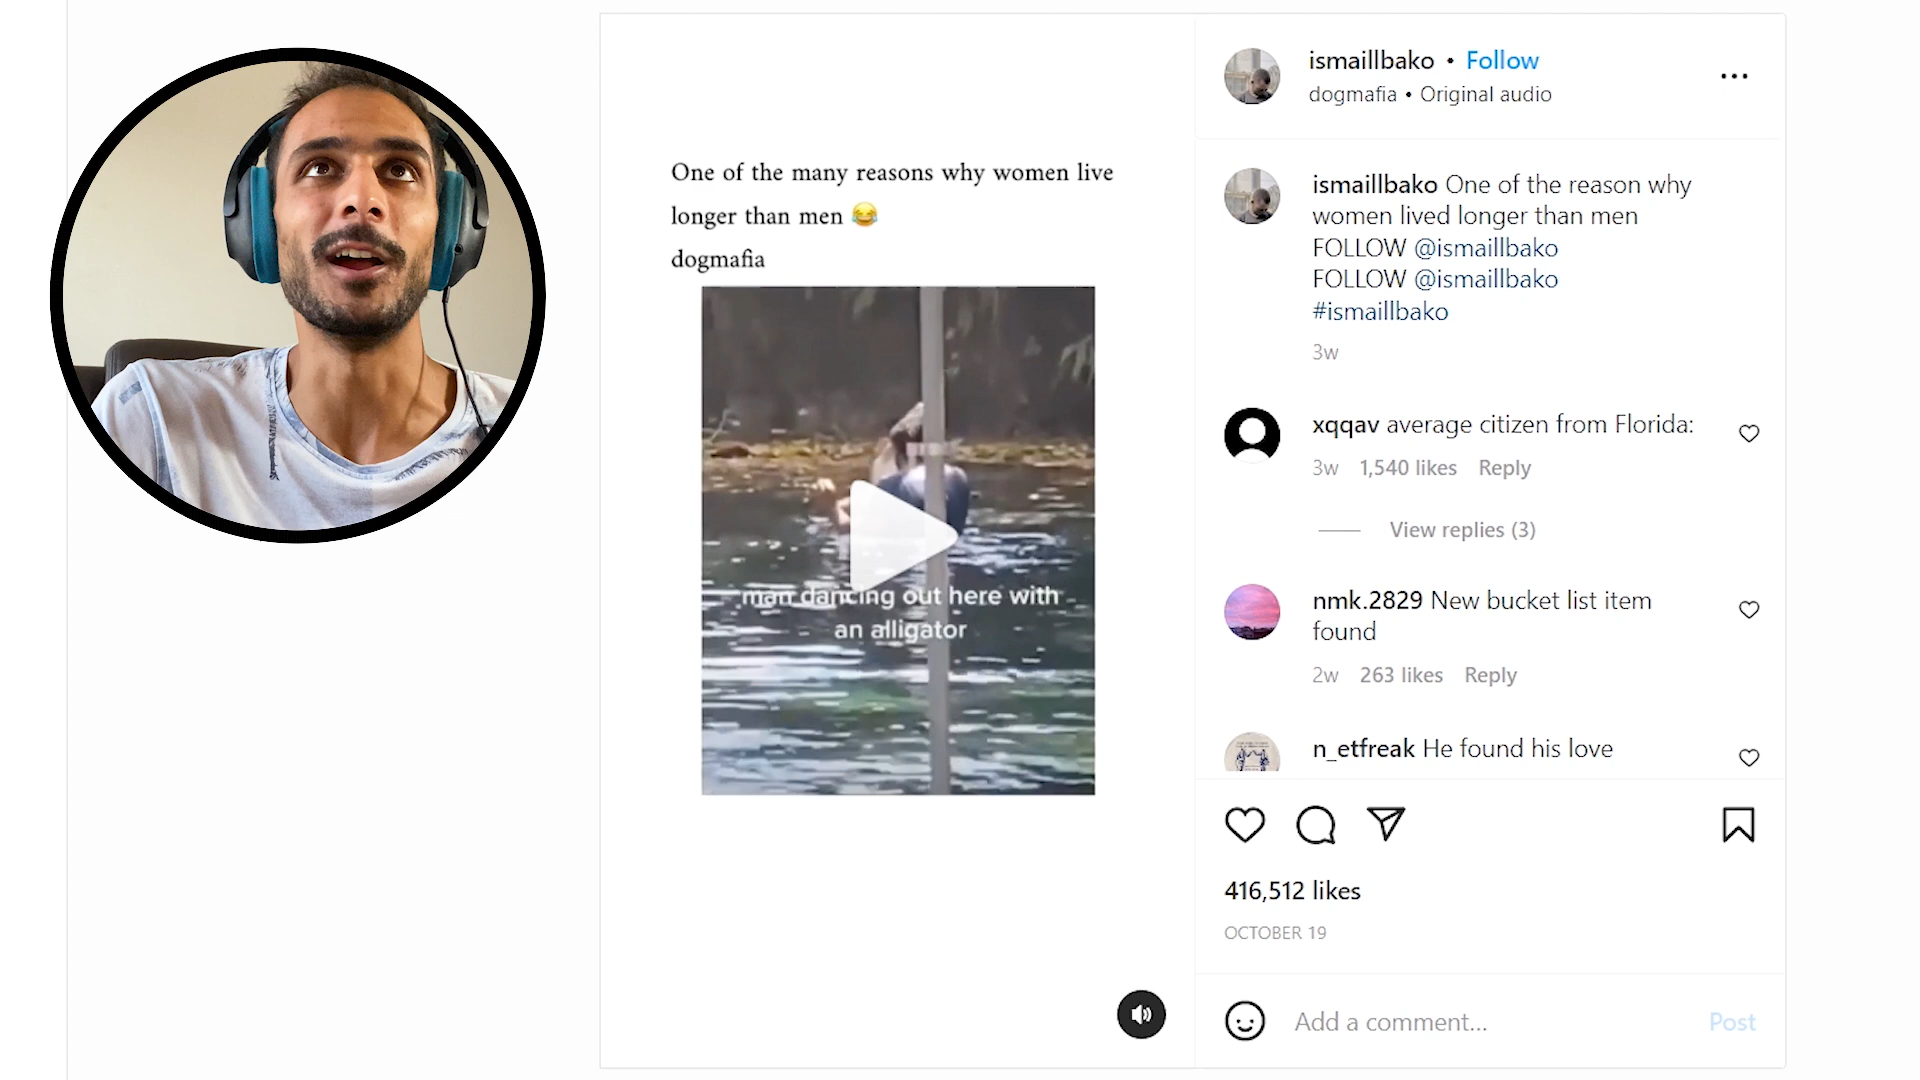 One of the many reasons why women live
longer than men 😂
dogmafia
man dancing out here with
an alligator
ismaillbako • Follow
dogmafia • Original audio
ismaillbako One of the reason why
women lived longer than men
FOLLOW @ismaillbako
FOLLOW @ismaillbako
#ismaillbako
3w
xqqav average citizen from Florida:
3w 1,540 likes Reply
View replies (3)
nmk.2829 New bucket list item
found
2w 263 likes Reply
n_etfreak He found his love
416,512 likes
OCTOBER 19
Add a comment...
Post